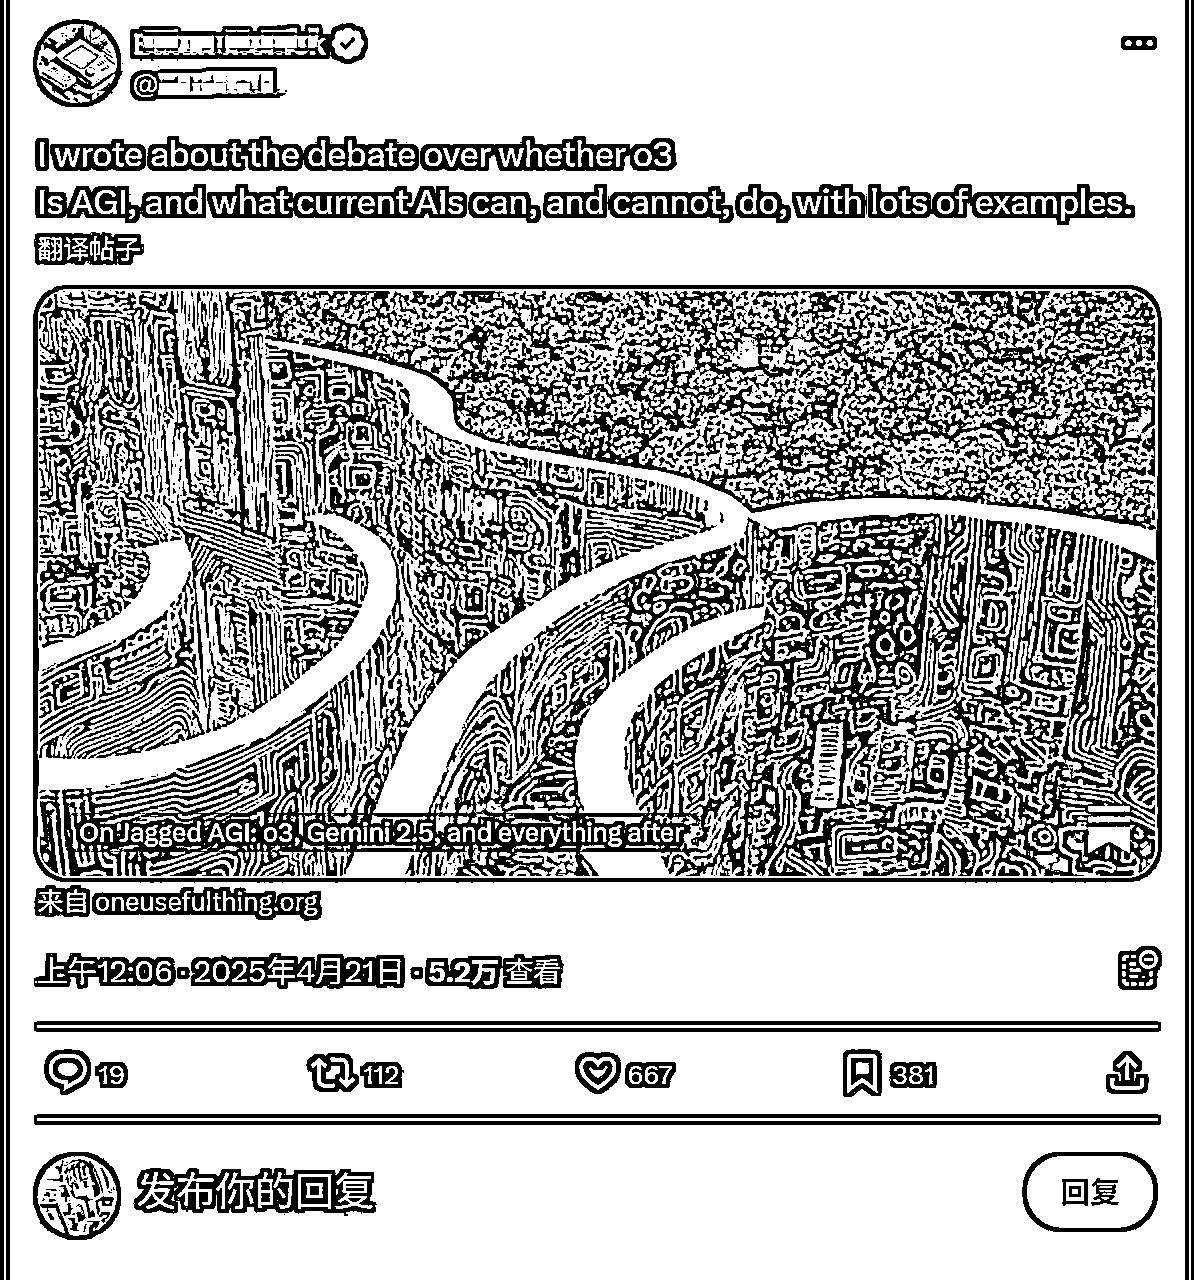 I wrote about the debate over whether o3
Is AGI, and what current AIs can, and cannot, do, with lots of examples.
翻译帖子
On Jagged AGI: o3, Gemini 2.5, and everything after
来自 oneusefulthing.org
上午12:06 · 2025年4月21日 · 5.2万 查看
19 112 667 381
发布你的回复
回复